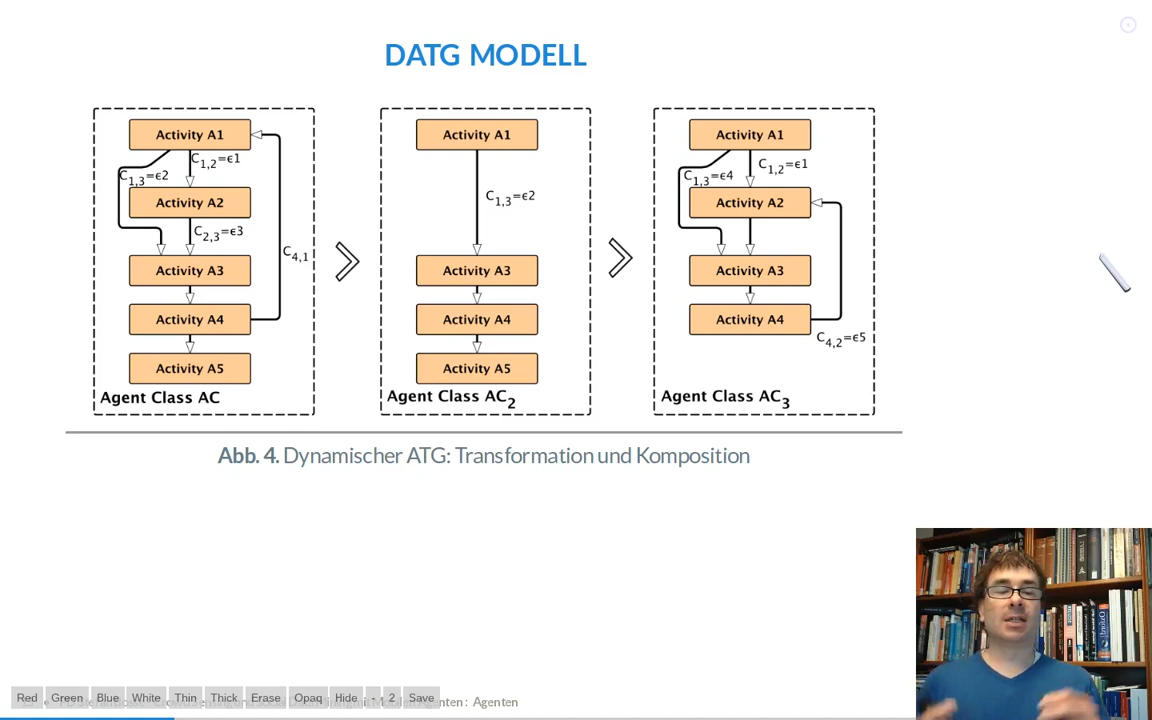 DATG MODELL
Activity A1
C1,2=ϵ1
C1,3=ϵ2
Activity A2
C2,3=ϵ3
C4,1
Activity A3
Activity A4
Activity A5
Agent Class AC
Activity A1
C1,3=ϵ2
Activity A3
Activity A4
Activity A5
Agent Class AC2
Activity A1
C1,2=ϵ1
C1,3=ϵ4
Activity A2
Activity A3
Activity A4
C4,2=ϵ5
Agent Class AC3
Abb. 4. Dynamischer ATG: Transformation und Komposition
Red Green Blue White Thin Thick Erase Opaq Hide - 2 Save
: Agenten